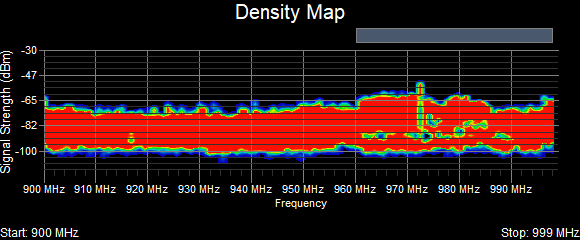 Density Map
Signal Strength (dBm)
-30
-47
-65
-82
-100
900 MHz 910 MHz 920 MHz 930 MHz 940 MHz 950 MHz 960 MHz 970 MHz 980 MHz 990 MHz
Frequency
Start: 900 MHz Stop: 999 MHz